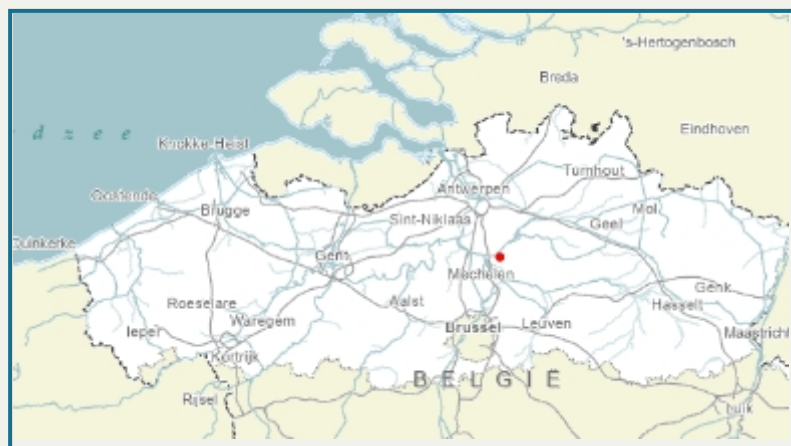 's-Hertogenbosch
Breda
Eindhoven
d z e e
Knokke-Heist
Turnhout
Antwerpen
Oostende
Mol
Brugge
Sint-Niklaas
Geel
Duinkerke
Gent
Mechelen
Genk
Roeselare
Aalst
Hasselt
Ieper
Waregem
Brussel
Leuven
Maastricht
Kortrijk
BELGIË
Rijsel
Luik